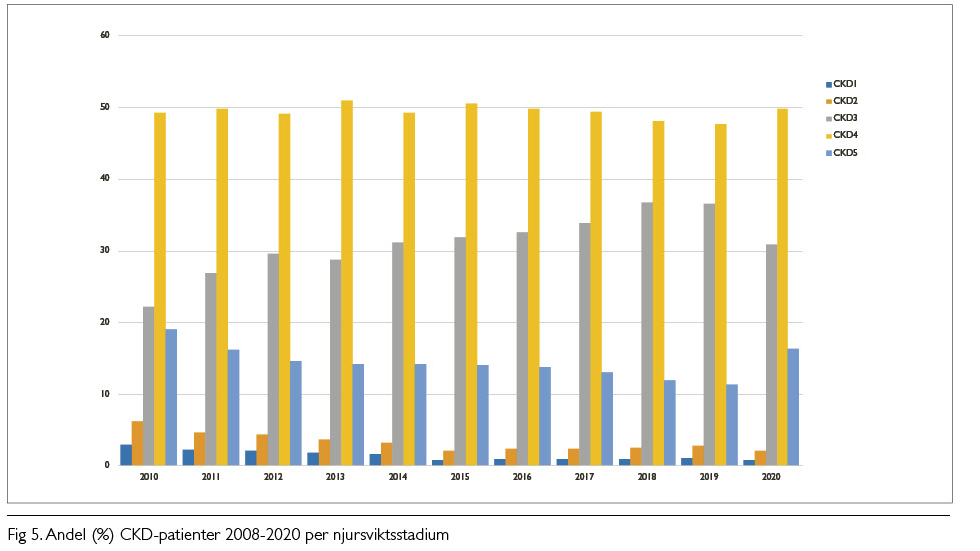 60
50
40
30
20
10
0
2010 2011 2012 2013 2014 2015 2016 2017 2018 2019 2020
CKD1
CKD2
CKD3
CKD4
CKD5
Fig 5. Andel (%) CKD-patienter 2008-2020 per njursviktsstadium